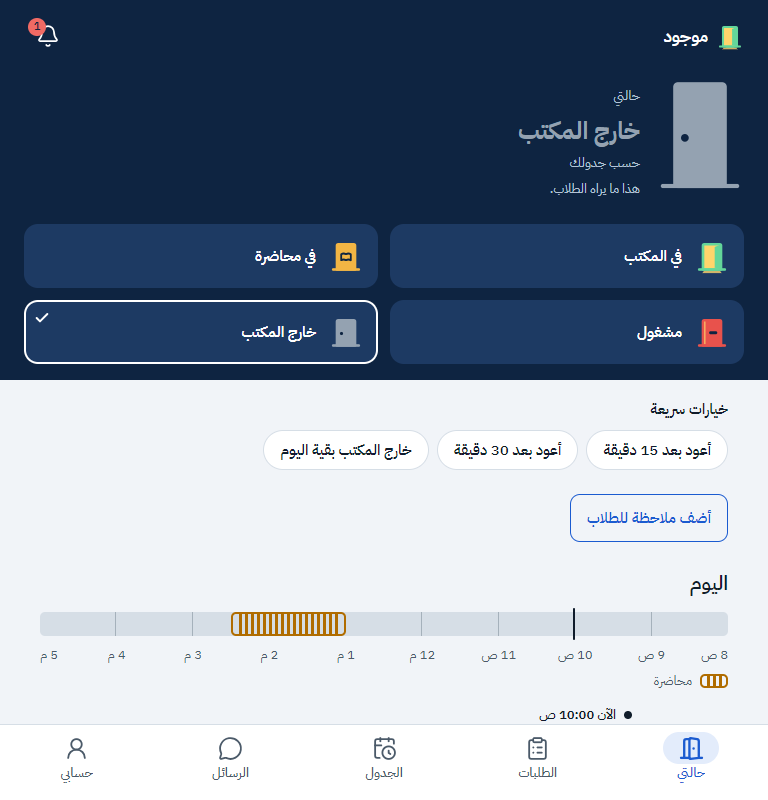 موجود
1
حالتي
خارج المكتب
حسب جدولك
هذا ما يراه الطلاب.
في المكتب
في محاضرة
مشغول
خارج المكتب
خيارات سريعة
أعود بعد 15 دقيقة
أعود بعد 30 دقيقة
خارج المكتب بقية اليوم
أضف ملاحظة للطلاب
اليوم
8 ص 9 ص 10 ص 11 ص 12 م 1 م 2 م 3 م 4 م 5 م
محاضرة
الآن 10:00 ص
حالتي
الطلبات
الجدول
الرسائل
حسابي